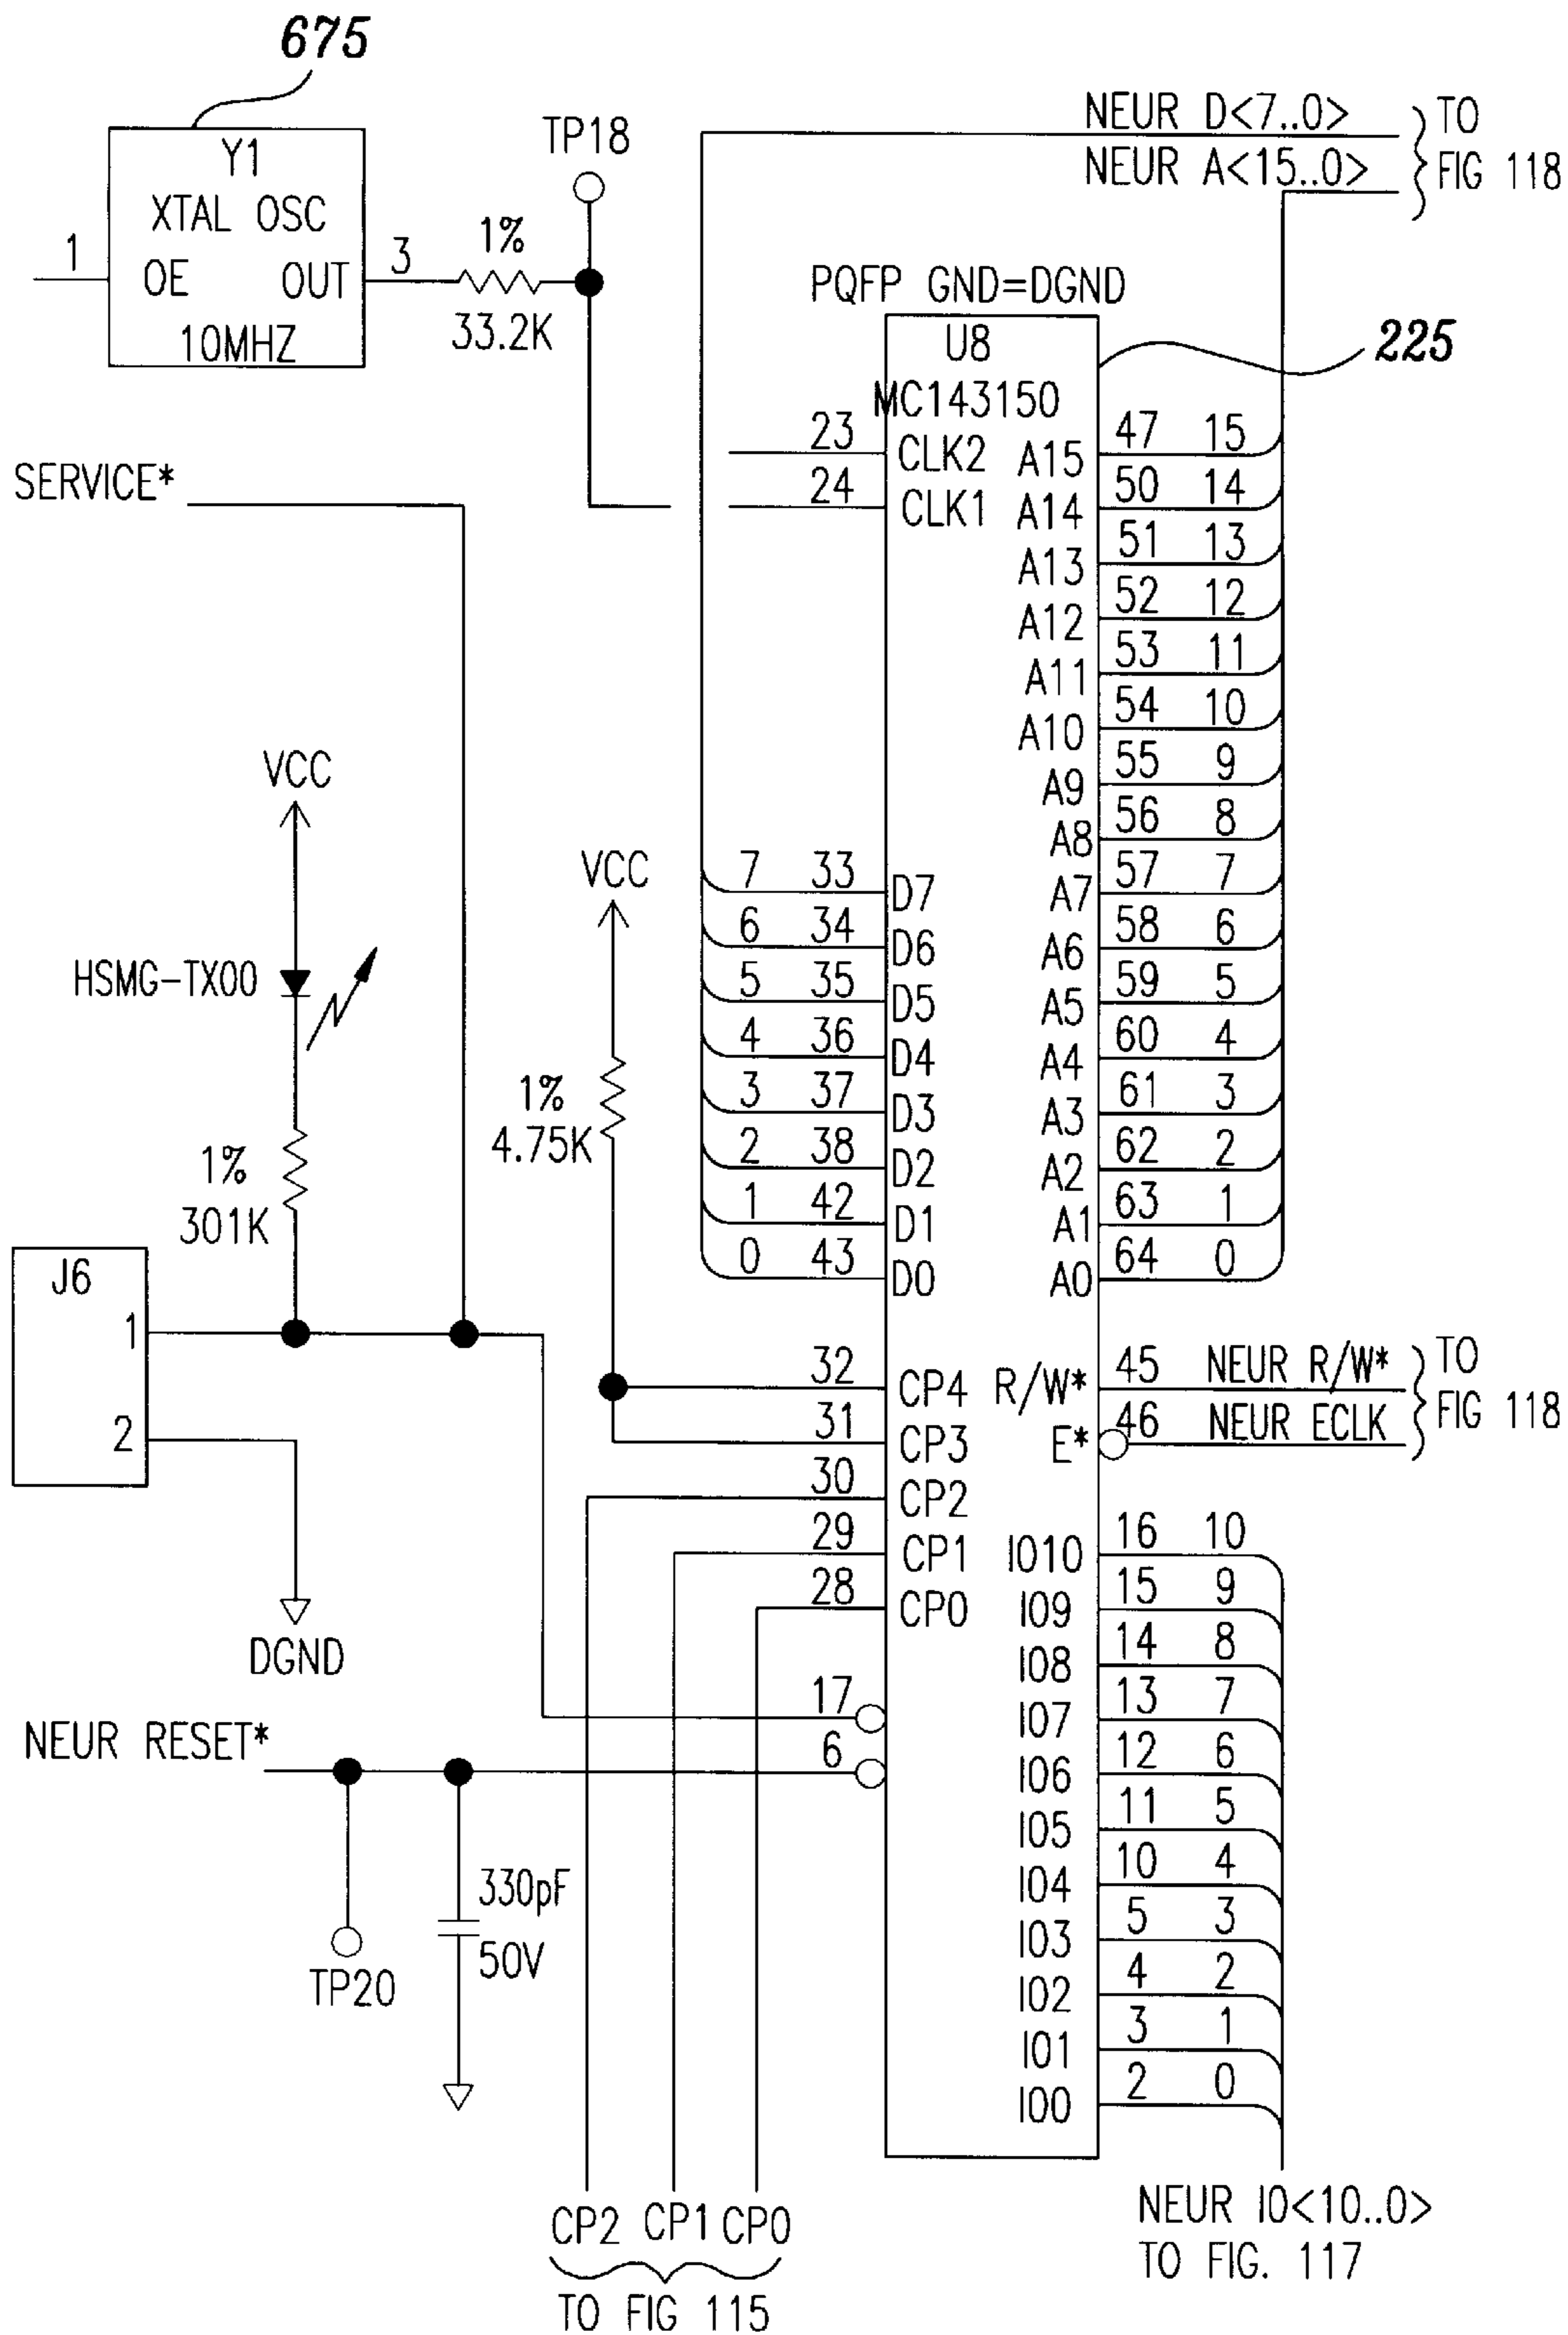 675
Y1
XTAL OSC
1 OE OUT 3
10MHZ
1%
33.2K
TP18
NEUR D<7..0>
NEUR A<15..0>
TO
FIG 118
PQFP GND=DGND
U8
MC143150
225
23 CLK2
24 CLK1
A15 47 15
A14 50 14
A13 51 13
A12 52 12
A11 53 11
A10 54 10
A9 55 9
A8 56 8
A7 57 7
A6 58 6
A5 59 5
A4 60 4
A3 61 3
A2 62 2
A1 63 1
A0 64 0
SERVICE*
VCC
HSMG-TX00
1%
301K
J6
1
2
DGND
VCC
1%
4.75K
7 33 D7
6 34 D6
5 35 D5
4 36 D4
3 37 D3
2 38 D2
1 42 D1
0 43 D0
32 CP4
31 CP3
30 CP2
29 CP1
28 CP0
17
6
R/W* 45 NEUR R/W*
E* 46 NEUR ECLK
TO
FIG 118
IO10 16 10
IO9 15 9
IO8 14 8
IO7 13 7
IO6 12 6
IO5 11 5
IO4 10 4
IO3 5 3
IO2 4 2
IO1 3 1
IO0 2 0
NEUR RESET*
TP20
330pF
50V
CP2 CP1 CP0
TO FIG 115
NEUR IO<10..0>
TO FIG. 117